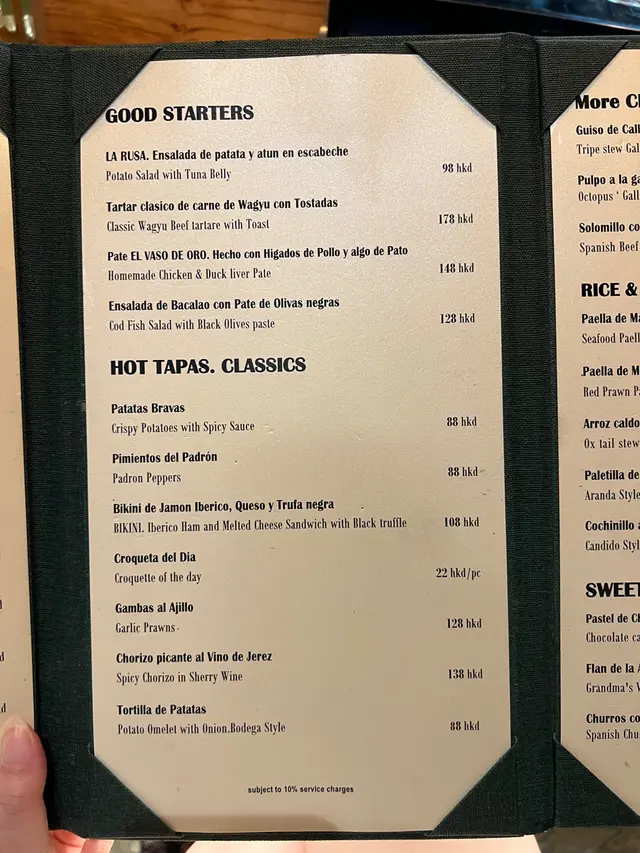 GOOD STARTERS
LA RUSA. Ensalada de patata y atun en escabeche
Potato Salad with Tuna Belly
98 hkd
Tartar clasico de carne de Wagyu con Tostadas
Classic Wagyu Beef tartare with Toast
178 hkd
Pate EL VASO DE ORO. Hecho con Higados de Pollo y algo de Pato
Homemade Chicken & Duck liver Pate
148 hkd
Ensalada de Bacalao con Pate de Olivas negras
Cod Fish Salad with Black Olives paste
128 hkd
HOT TAPAS. CLASSICS
Patatas Bravas
Crispy Potatoes with Spicy Sauce
88 hkd
Pimientos del Padrón
Padron Peppers
88 hkd
Bikini de Jamon Iberico, Queso y Trufa negra
BIKINI. Iberico Ham and Melted Cheese Sandwich with Black truffle
108 hkd
Croqueta del Dia
Croquette of the day
22 hkd/pc
Gambas al Ajillo
Garlic Prawns
128 hkd
Chorizo picante al Vino de Jerez
Spicy Chorizo in Sherry Wine
138 hkd
Tortilla de Patatas
Potato Omelet with Onion.Bodega Style
88 hkd
subject to 10% service charges
More
Guiso de
Tripe stew
Pulpo a la
Octopus '
Solomillo
Spanish Beef
RICE &
Paella de
Seafood
Paella de
Red Prawn
Arroz caldo
Ox tail stew
Paletilla de
Aranda Style
Cochinillo
Candido
SWEET
Pastel de
Chocolate
Flan de la
Grandma's
Churros
Spanish